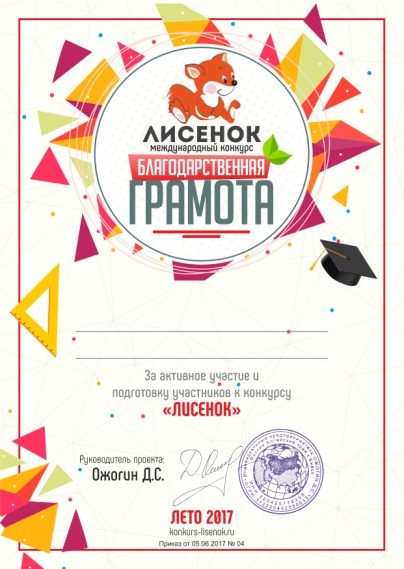 ЛИСЕНОК
международный конкурс
БЛАГОДАРСТВЕННАЯ
ГРАМОТА
За активное участие и
подготовку участников к конкурсу
«ЛИСЕНОК»
Руководитель проекта:
Ожогин Д.С.
ЛЕТО 2017
konkurs-lisenok.ru
Приказ от 05.06.2017 № 04